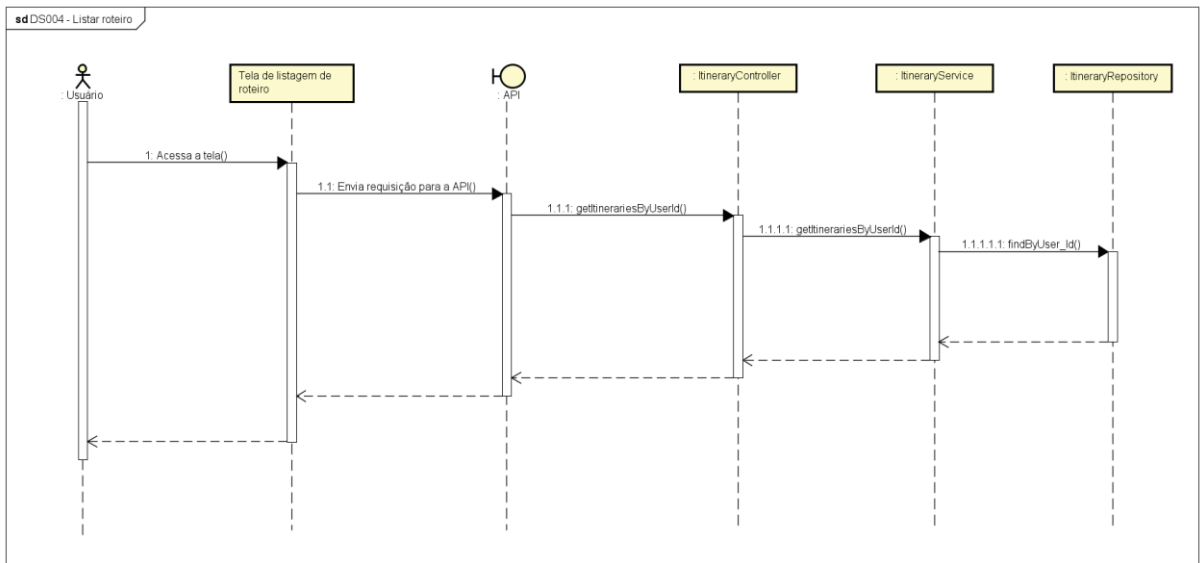 sd DS004 - Listar roteiro
: Usuário
Tela de listagem de
roteiro
: API
: ItineraryController
: ItineraryService
: ItineraryRepository
1: Acessa a tela()
1.1: Envia requisição para a API()
1.1.1: getItinerariesByUserId()
1.1.1.1: getItinerariesByUserId()
1.1.1.1.1: findByUser_Id()